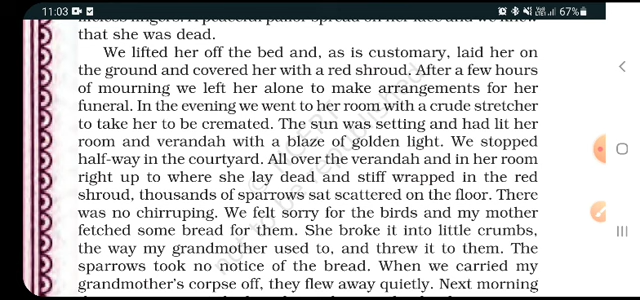 11:03
67%
that she was dead.
We lifted her off the bed and, as is customary, laid her on
the ground and covered her with a red shroud. After a few hours
of mourning we left her alone to make arrangements for her
funeral. In the evening we went to her room with a crude stretcher
to take her to be cremated. The sun was setting and had lit her
room and verandah with a blaze of golden light. We stopped
half-way in the courtyard. All over the verandah and in her room
right up to where she lay dead and stiff wrapped in the red
shroud, thousands of sparrows sat scattered on the floor. There
was no chirruping. We felt sorry for the birds and my mother
fetched some bread for them. She broke it into little crumbs,
the way my grandmother used to, and threw it to them. The
sparrows took no notice of the bread. When we carried my
grandmother's corpse off, they flew away quietly. Next morning